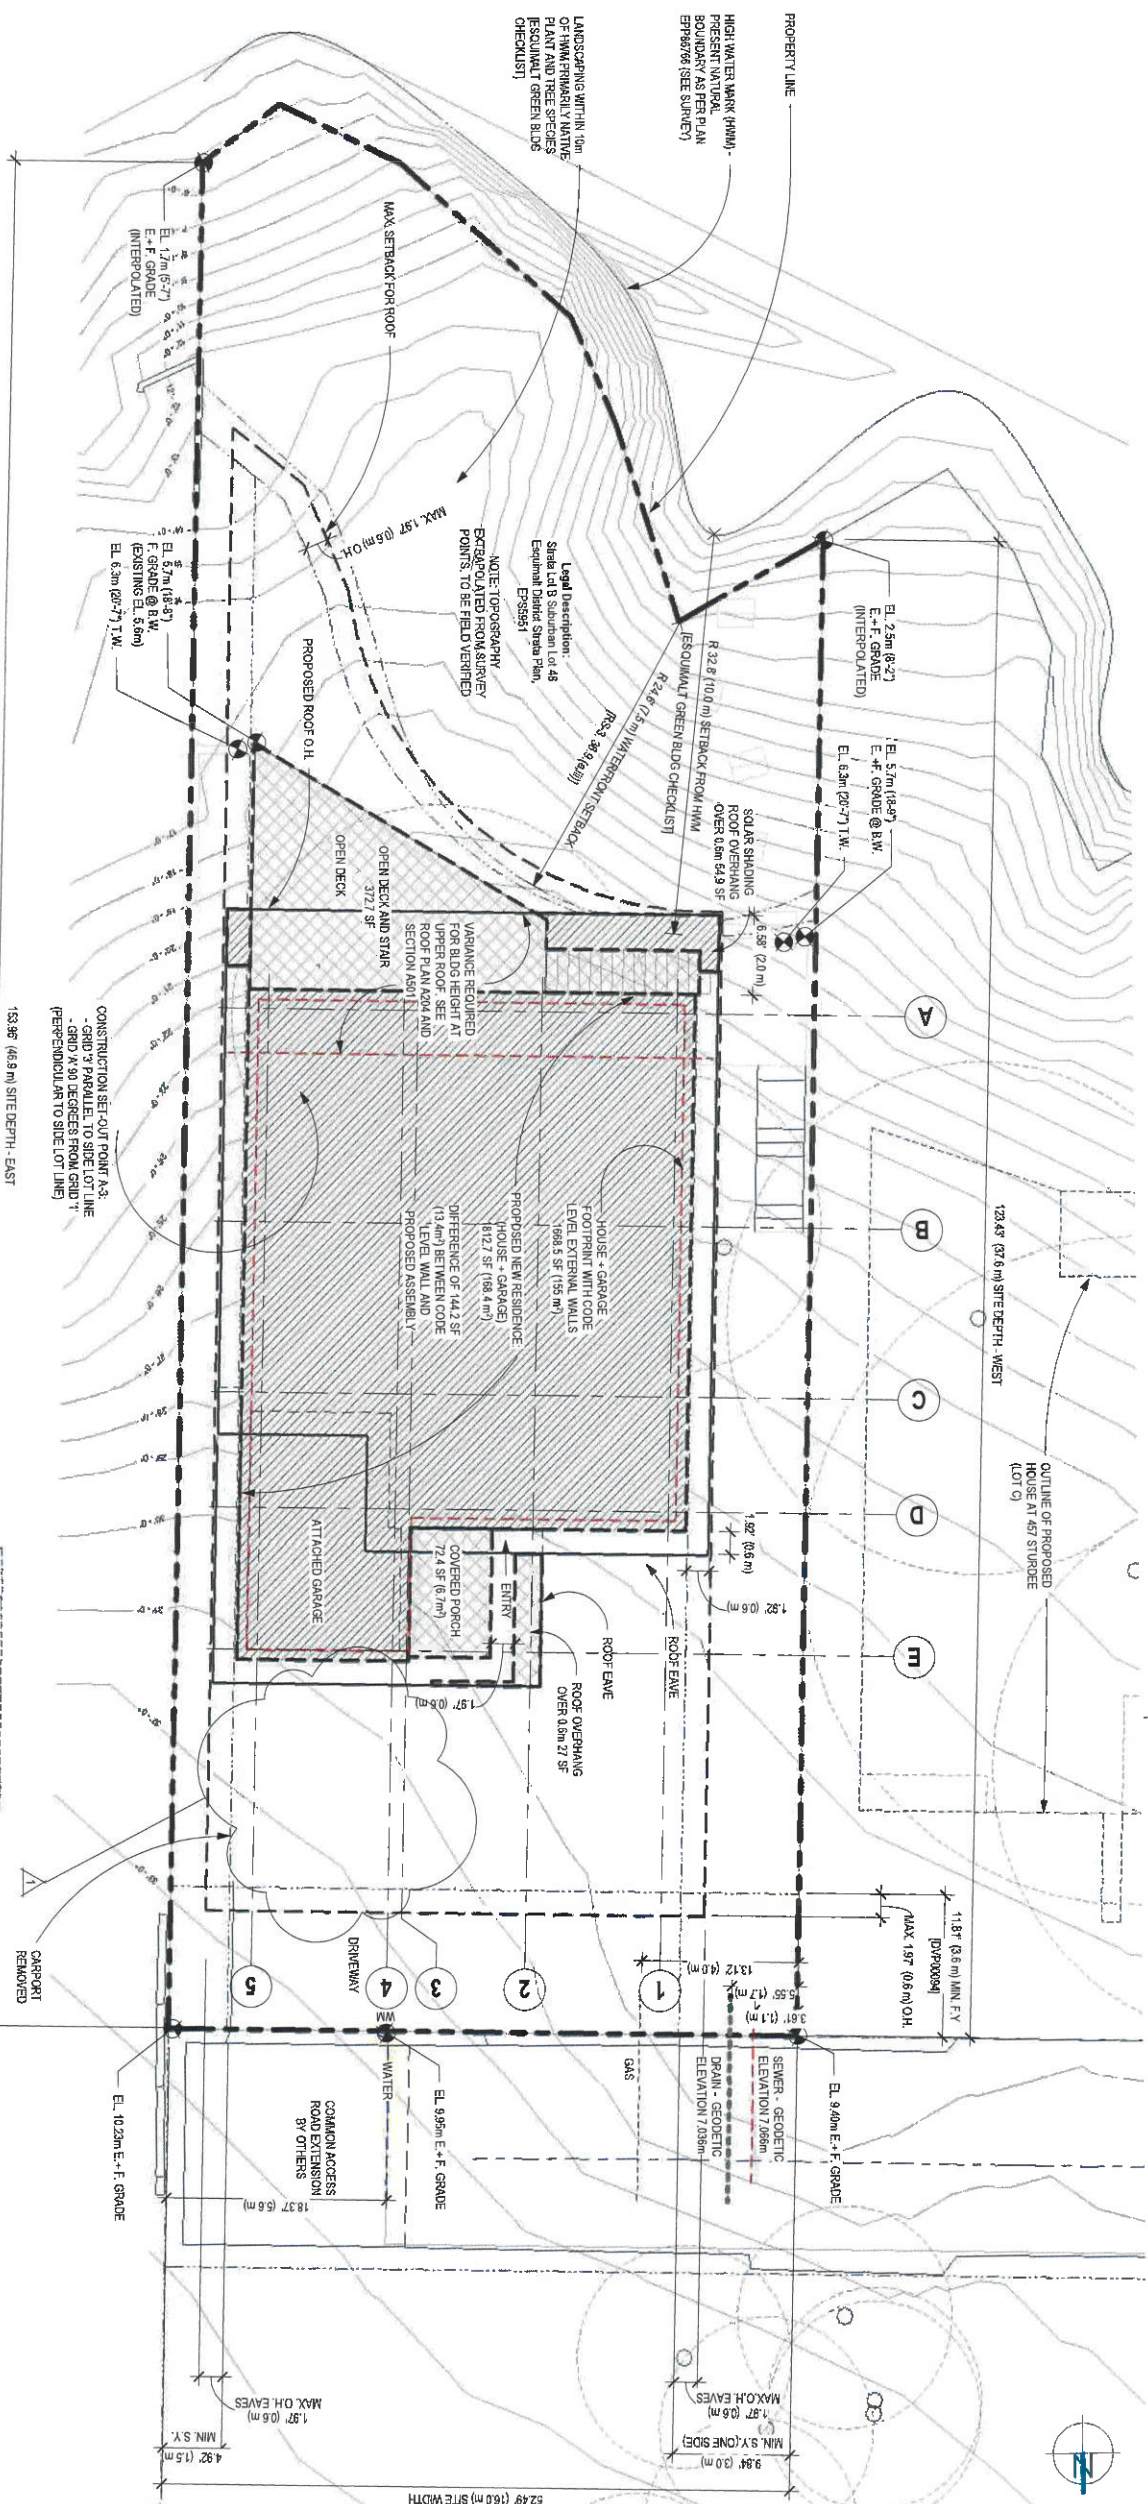 PROPERTY LINE
HIGH WATER MARK (HWM) -
PRESENT NATURAL
BOUNDARY AS PER PLAN
EPP86766 (SEE SURVEY)
LANDSCAPING WITHIN 10m
OF HWM PRIMARILY NATIVE
PLANT AND TREE SPECIES
[ESQUIMALT GREEN BLDG
CHECKLIST]
MAX. SETBACK FOR ROOF
EL. 1.7m (5'-7")
E.+ F. GRADE
(INTERPOLATED)
MAX. 1.97' (0.6m) O.H.
Legal Description:
Strata Lot B Suburban Lot 48
Esquimalt District Strata Plan,
EPS5951
NOTE: TOPOGRAPHY
EXTRAPOLATED FROM SURVEY
POINTS, TO BE FIELD VERIFIED
EL. 2.5m (8'-2")
E.+ F. GRADE
(INTERPOLATED)
R 32.8' (10.0 m) SETBACK FROM HWM
[ESQUIMALT GREEN BLDG CHECKLIST]
R 24.6' (7.5m) WATERFRONT SETBACK
EL. 5.7m (18'-9")
E.+F. GRADE @ B.W.
EL. 6.3m (20'-7") T.W.
EL. 5.7m (18'-8")
F. GRADE @ B.W.
(EXISTING EL. 5.6m)
EL. 6.3m (20'-7") T.W.
PROPOSED ROOF O.H.
SOLAR SHADING
ROOF OVERHANG
OVER 0.6m 54.9 SF
6.58' (2.0 m)
OPEN DECK
OPEN DECK AND STAIR
372.7 SF
VARIANCE REQUIRED
FOR BLDG HEIGHT AT
UPPER ROOF. SEE
ROOF PLAN A204 AND
SECTION A501
CONSTRUCTION SET-OUT POINT A-3:
- GRID '3' PARALLEL TO SIDE LOT LINE
- GRID 'A' 90 DEGREES FROM GRID '1'
(PERPENDICULAR TO SIDE LOT LINE)
153.96' (46.9 m) SITE DEPTH - EAST
123.43' (37.6 m) SITE DEPTH - WEST
A
B
C
D
E
HOUSE + GARAGE
FOOTPRINT WITH CODE
LEVEL EXTERNAL WALLS
1668.5 SF (155 m²)
PROPOSED NEW RESIDENCE
(HOUSE + GARAGE)
1812.7 SF (168.4 m²)
DIFFERENCE OF 144.2 SF
(13.4m²) BETWEEN CODE
LEVEL WALL AND
PROPOSED ASSEMBLY
OUTLINE OF PROPOSED
HOUSE AT 457 STURDEE
(LOT C)
1.92' (0.6 m)
1.92' (0.6 m)
ATTACHED GARAGE
COVERED PORCH
72.4 SF (6.7m²)
ENTRY
ROOF EAVE
ROOF EAVE
ROOF OVERHANG
OVER 0.6m 27 SF
1.97' (0.6 m)
1
CARPORT
REMOVED
DRIVEWAY
5
4
3
2
1
WM
11.81' (3.6 m) MIN. F.Y
[DVP00094]
MAX. 1.97' (0.6 m) O.H.
13.12' (4.0 m)
5.55' (1.7 m)
3.61' (1.1 m)
SEWER - GEODETIC
ELEVATION 7.066m
DRAIN - GEODETIC
ELEVATION 7.036m
GAS
WATER
EL. 9.40m E.+ F. GRADE
EL. 9.95m E.+ F. GRADE
EL. 10.23m E.+ F. GRADE
COMMON ACCESS
ROAD EXTENSION
BY OTHERS
18.37' (5.6 m)
1.97' (0.6 m)
MAX. O.H. EAVES
4.92' (1.5 m)
MIN. S.Y.
1.97' (0.6 m)
MAX O.H. EAVES
9.84' (3.0 m)
MIN. S.Y. (ONE SIDE)
52.49' (16.0 m) SITE WIDTH
N